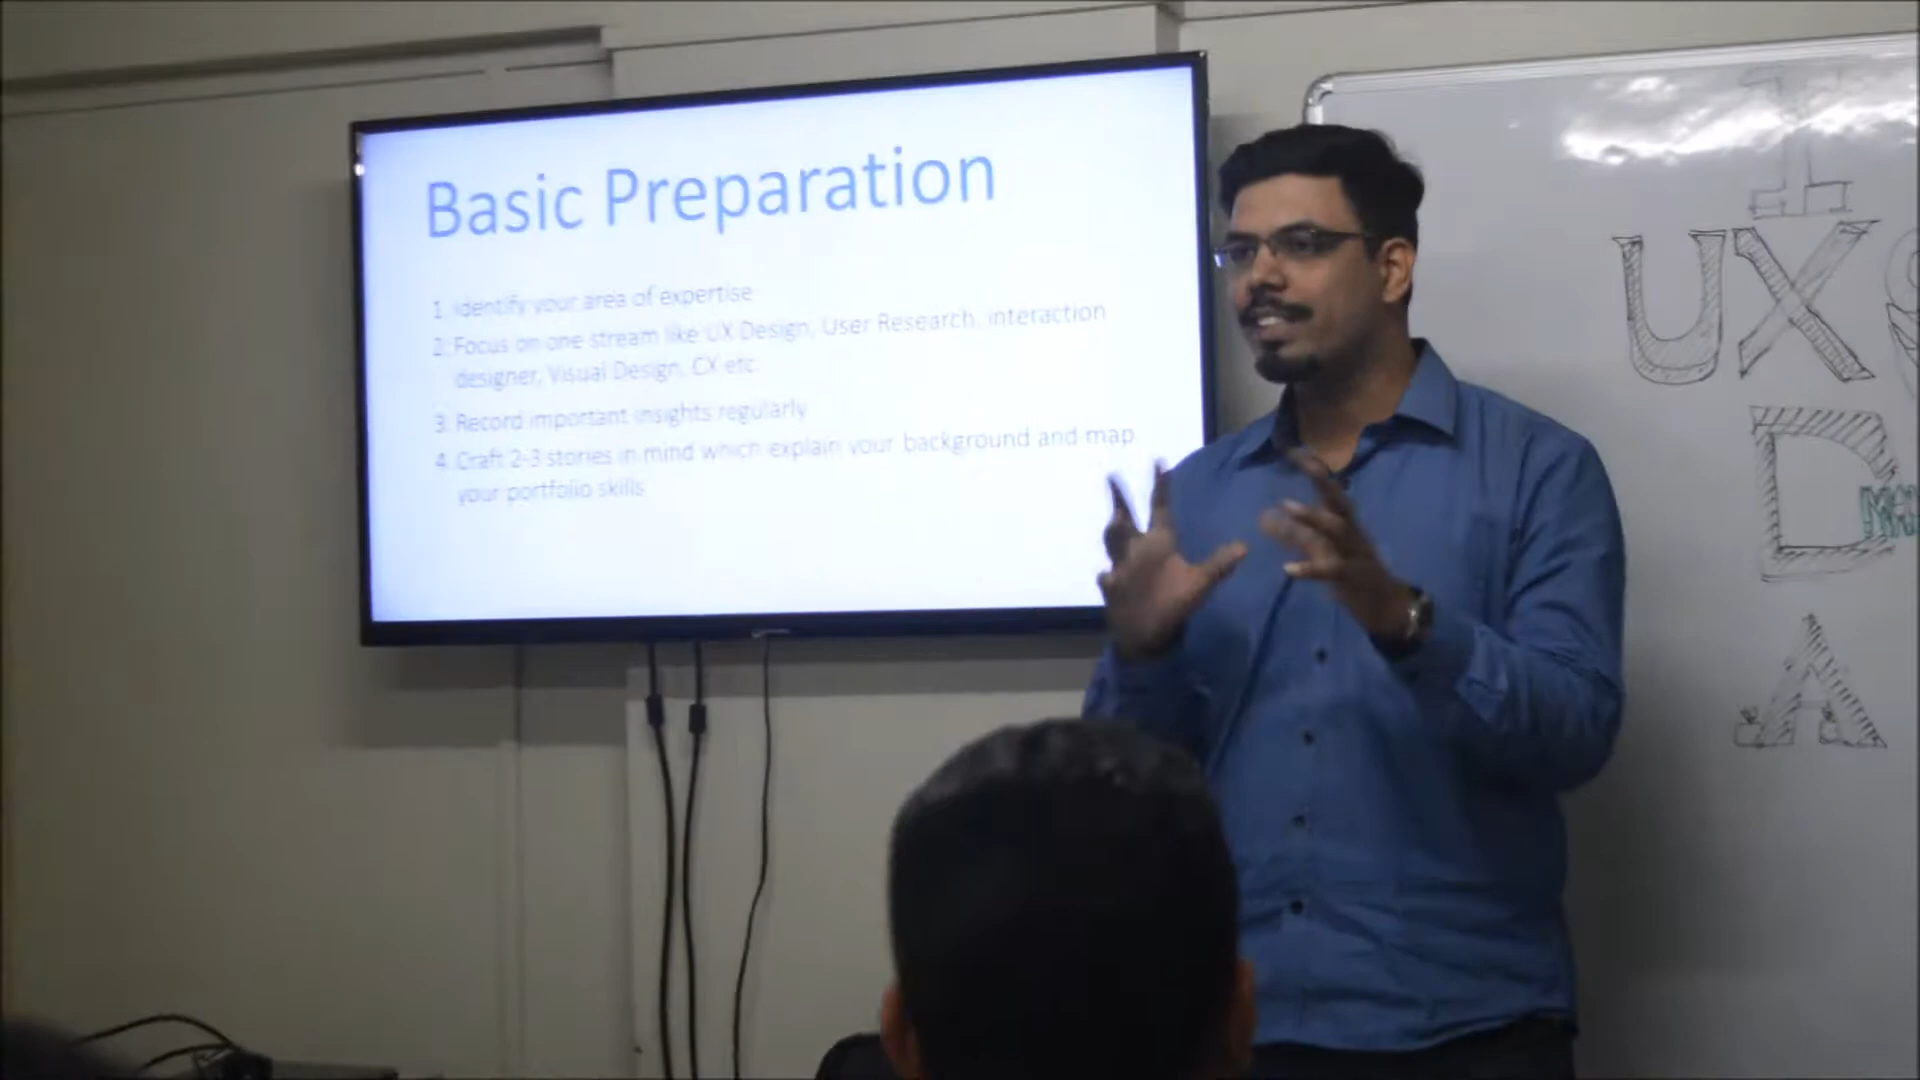 Basic Preparation
1. Identify your area of expertise
2. Focus on one stream like UX Design, User Research, interaction
designer, Visual Design, CX etc.
3. Record important insights regularly
4. Craft 2-3 stories in mind which explain your background and map
your portfolio skills
I
UX
D
A